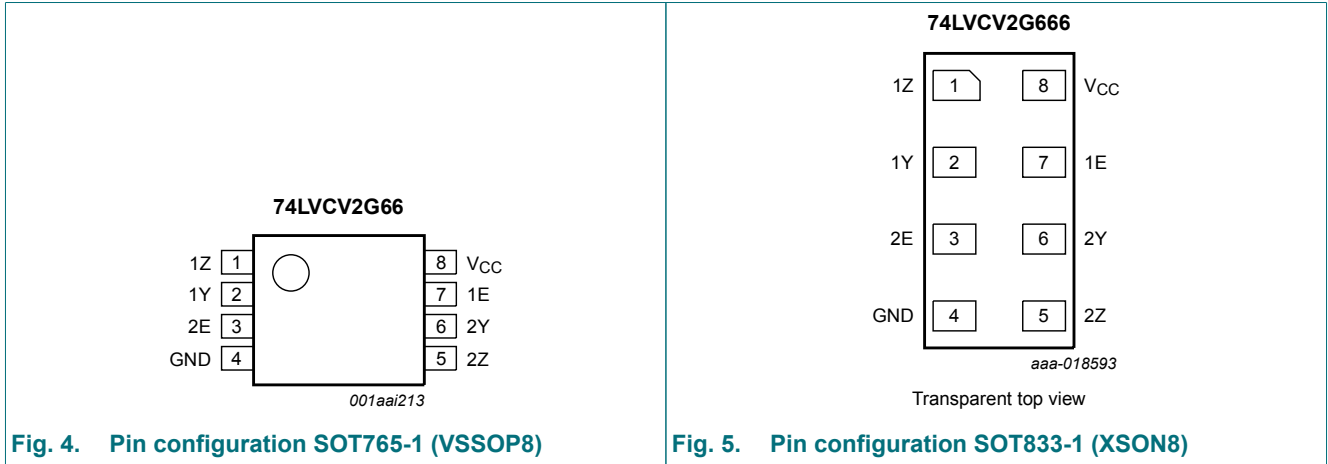 74LVCV2G66
1Z 1
8 VCC
1Y 2
7 1E
2E 3
6 2Y
GND 4
5 2Z
001aai213
Fig. 4. Pin configuration SOT765-1 (VSSOP8)
74LVCV2G666
1Z 1
8 VCC
1Y 2
7 1E
2E 3
6 2Y
GND 4
5 2Z
aaa-018593
Transparent top view
Fig. 5. Pin configuration SOT833-1 (XSON8)